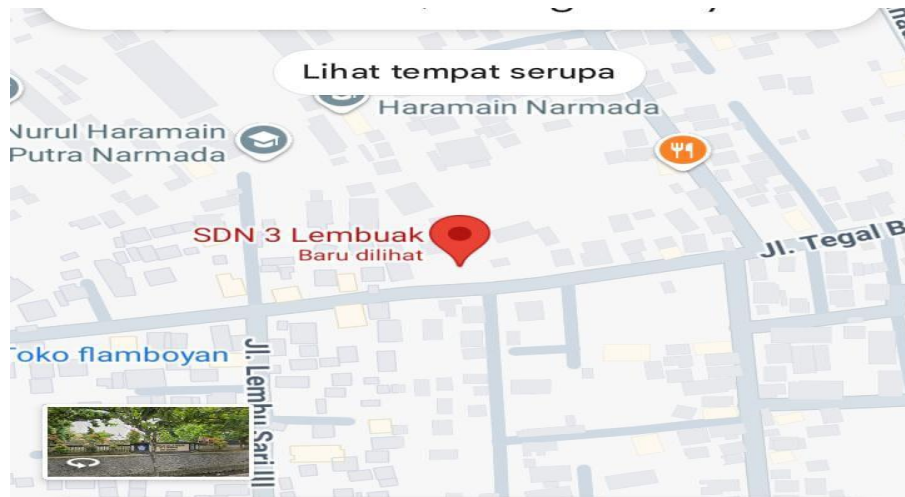 Lihat tempat serupa
Haramain Narmada
Nurul Haramain
Putra Narmada
SDN 3 Lembuak
Baru dilihat
Jl. Tegal B
oko flamboyan
Jl. Lembu Sari III